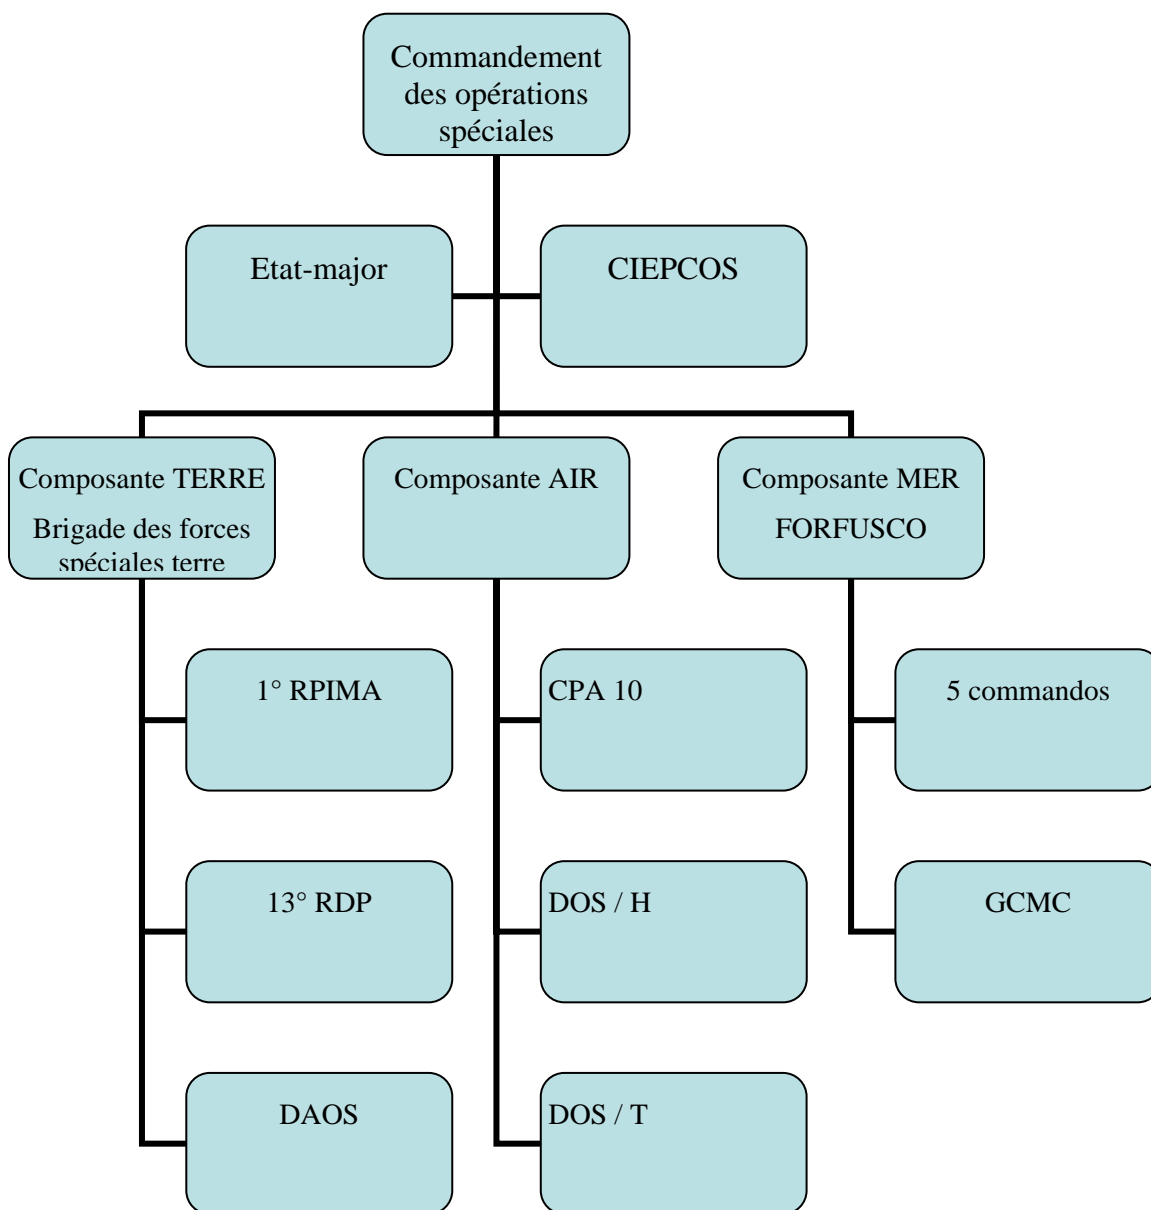 Commandement
des opérations
spéciales
Etat-major
CIEPCOS
Composante TERRE
Brigade des forces
spéciales terre
Composante AIR
Composante MER
FORFUSCO
1° RPIMA
CPA 10
5 commandos
13° RDP
DOS / H
GCMC
DAOS
DOS / T